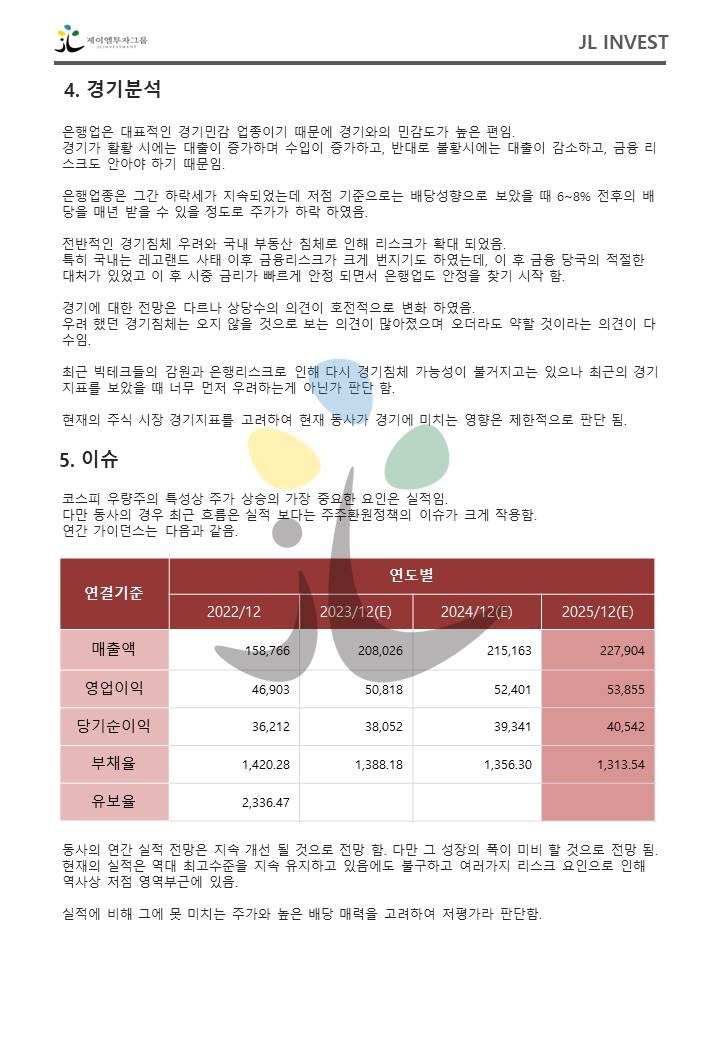 제이엘투자그룹
JLINVESTMENT
JL INVEST
4. 경기분석
은행업은 대표적인 경기민감 업종이기 때문에 경기와의 민감도가 높은 편임.
경기가 활황 시에는 대출이 증가하며 수입이 증가하고, 반대로 불황시에는 대출이 감소하고, 금융 리
스크도 안아야 하기 때문임.
은행업종은 그간 하락세가 지속되었는데 저점 기준으로는 배당성향으로 보았을 때 6~8% 전후의 배
당을 매년 받을 수 있을 정도로 주가가 하락 하였음.
전반적인 경기침체 우려와 국내 부동산 침체로 인해 리스크가 확대 되었음.
특히 국내는 레고랜드 사태 이후 금융리스크가 크게 번지기도 하였는데, 이 후 금융 당국의 적절한
대처가 있었고 이 후 시중 금리가 빠르게 안정 되면서 은행업도 안정을 찾기 시작 함.
경기에 대한 전망은 다르나 상당수의 의견이 호전적으로 변화 하였음.
우려 했던 경기침체는 오지 않을 것으로 보는 의견이 많아졌으며 오더라도 약할 것이라는 의견이 다
수임.
최근 빅테크들의 감원과 은행리스크로 인해 다시 경기침체 가능성이 불거지고는 있으나 최근의 경기
지표를 보았을 때 너무 먼저 우려하는게 아닌가 판단 함.
현재의 주식 시장 경기지표를 고려하여 현재 동사가 경기에 미치는 영향은 제한적으로 판단 됨.
5. 이슈
코스피 우량주의 특성상 주가 상승의 가장 중요한 요인은 실적임.
다만 동사의 경우 최근 흐름은 실적 보다는 주주환원정책의 이슈가 크게 작용함.
연간 가이던스는 다음과 같음.
연결기준 연도별
2022/12 2023/12(E) 2024/12(E) 2025/12(E)
매출액 158,766 208,026 215,163 227,904
영업이익 46,903 50,818 52,401 53,855
당기순이익 36,212 38,052 39,341 40,542
부채율 1,420.28 1,388.18 1,356.30 1,313.54
유보율 2,336.47
동사의 연간 실적 전망은 지속 개선 될 것으로 전망 함. 다만 그 성장의 폭이 미비 할 것으로 전망 됨.
현재의 실적은 역대 최고수준을 지속 유지하고 있음에도 불구하고 여러가지 리스크 요인으로 인해
역사상 저점 영역부근에 있음.
실적에 비해 그에 못 미치는 주가와 높은 배당 매력을 고려하여 저평가라 판단함.